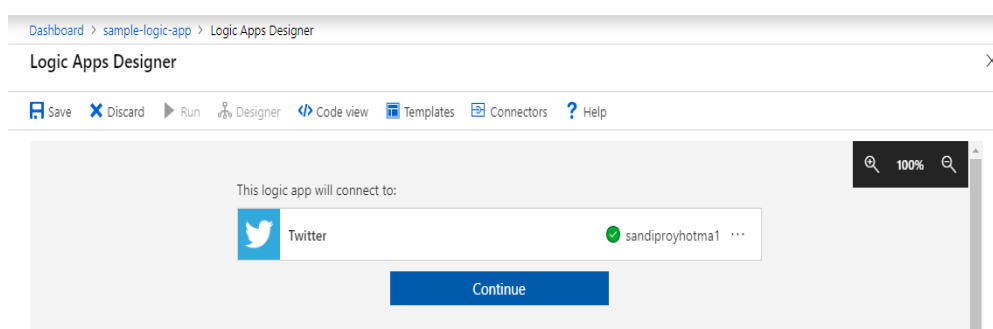 Dashboard > sample-logic-app > Logic Apps Designer
Logic Apps Designer
Save Discard Run Designer Code view Templates Connectors ? Help
100%
This logic app will connect to:
Twitter sandiproyhotma1 ...
Continue